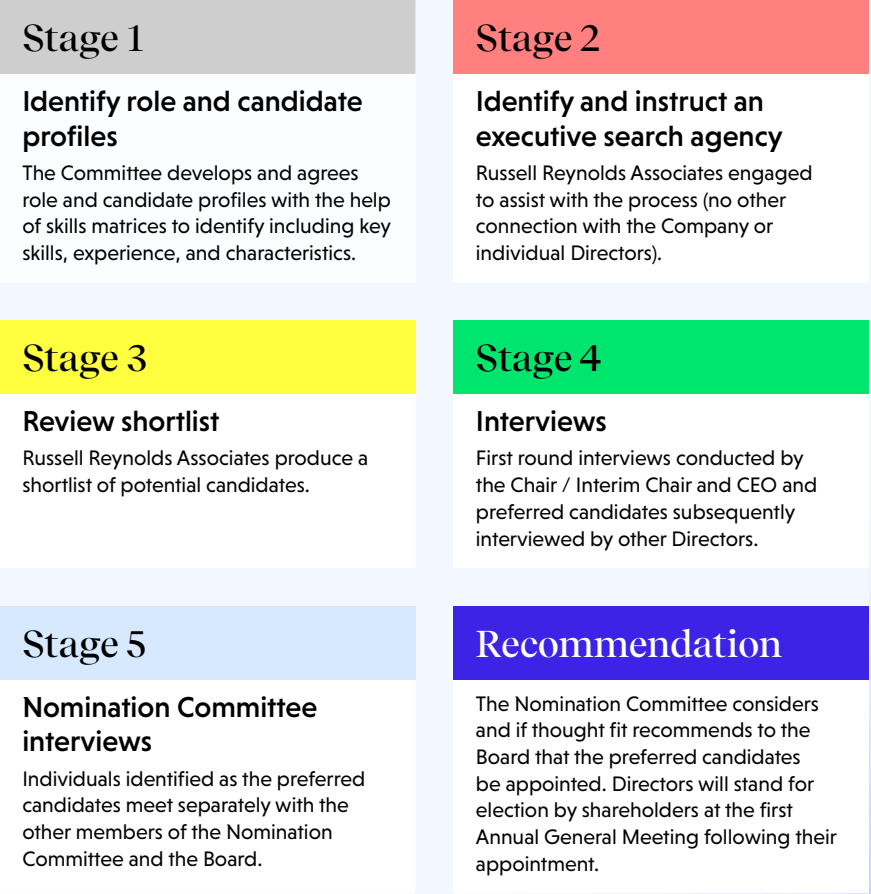 Stage 1
Identify role and candidate
profiles
The Committee develops and agrees
role and candidate profiles with the help
of skills matrices to identify including key
skills, experience, and characteristics.
Stage 2
Identify and instruct an
executive search agency
Russell Reynolds Associates engaged
to assist with the process (no other
connection with the Company or
individual Directors).
Stage 3
Review shortlist
Russell Reynolds Associates produce a
shortlist of potential candidates.
Stage 4
Interviews
First round interviews conducted by
the Chair / Interim Chair and CEO and
preferred candidates subsequently
interviewed by other Directors.
Stage 5
Nomination Committee
interviews
Individuals identified as the preferred
candidates meet separately with the
other members of the Nomination
Committee and the Board.
Recommendation
The Nomination Committee considers
and if thought fit recommends to the
Board that the preferred candidates
be appointed. Directors will stand for
election by shareholders at the first
Annual General Meeting following their
appointment.